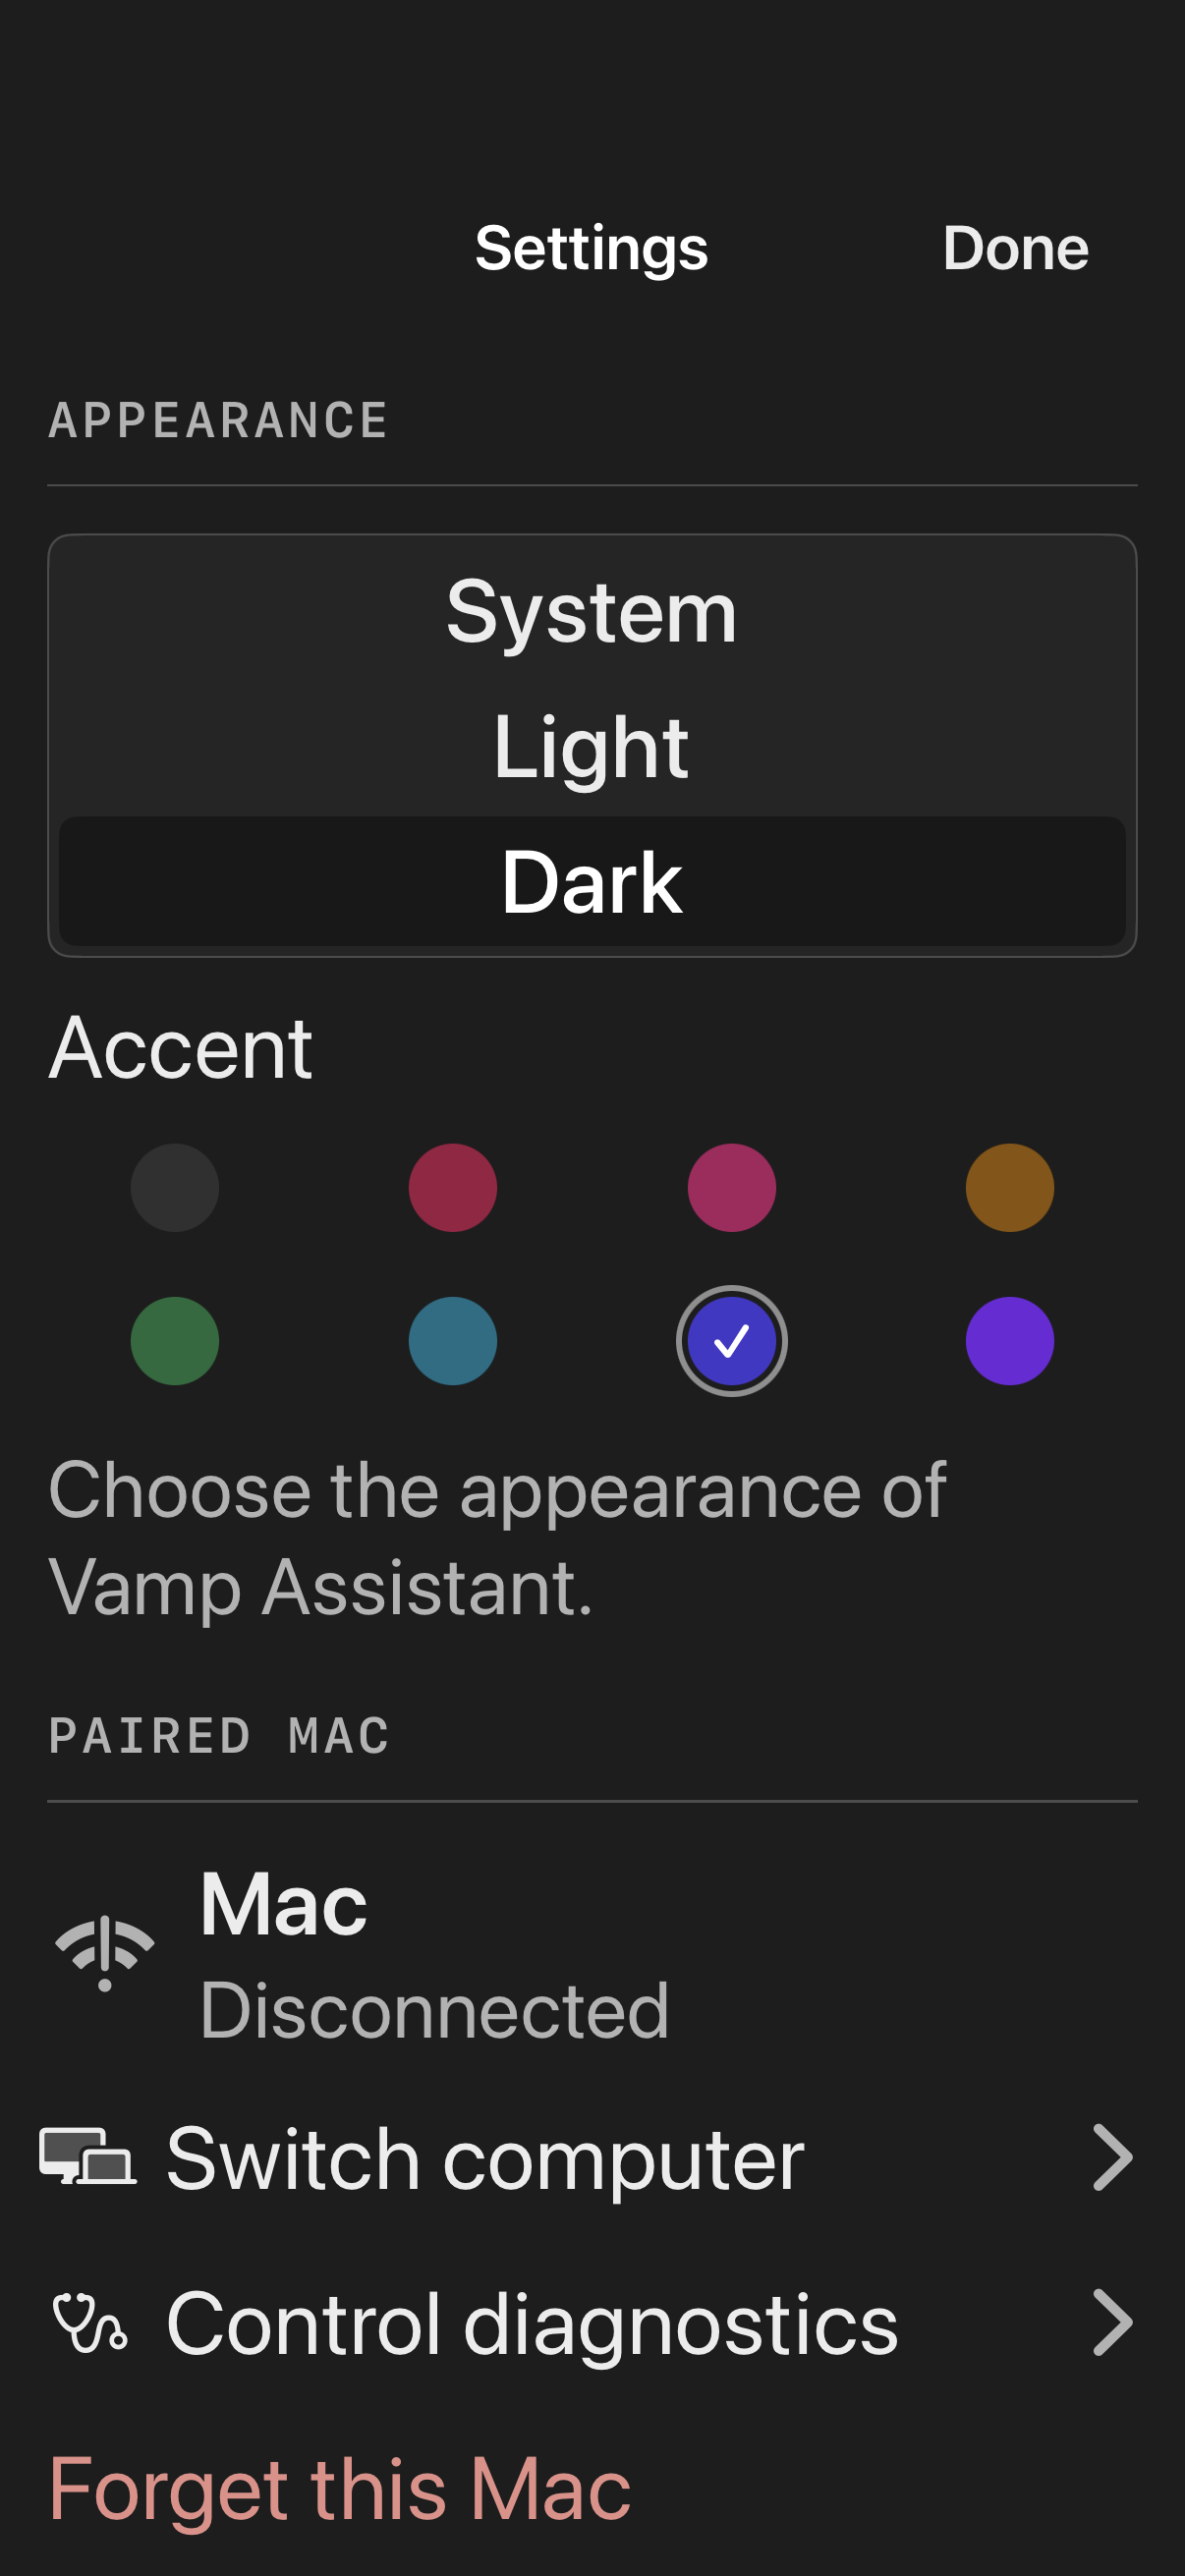 Settings
Done
APPEARANCE
System
Light
Dark
Accent
Choose the appearance of
Vamp Assistant.
PAIRED MAC
Mac
Disconnected
Switch computer
Control diagnostics
Forget this Mac